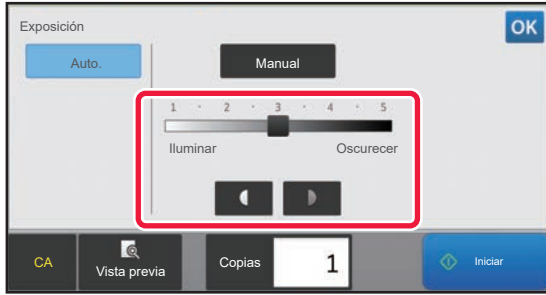 Exposición
OK
Auto.
Manual
1 · 2 · 3 · 4 · 5
Iluminar
Oscurecer
CA
Vista previa
Copias
1
Iniciar